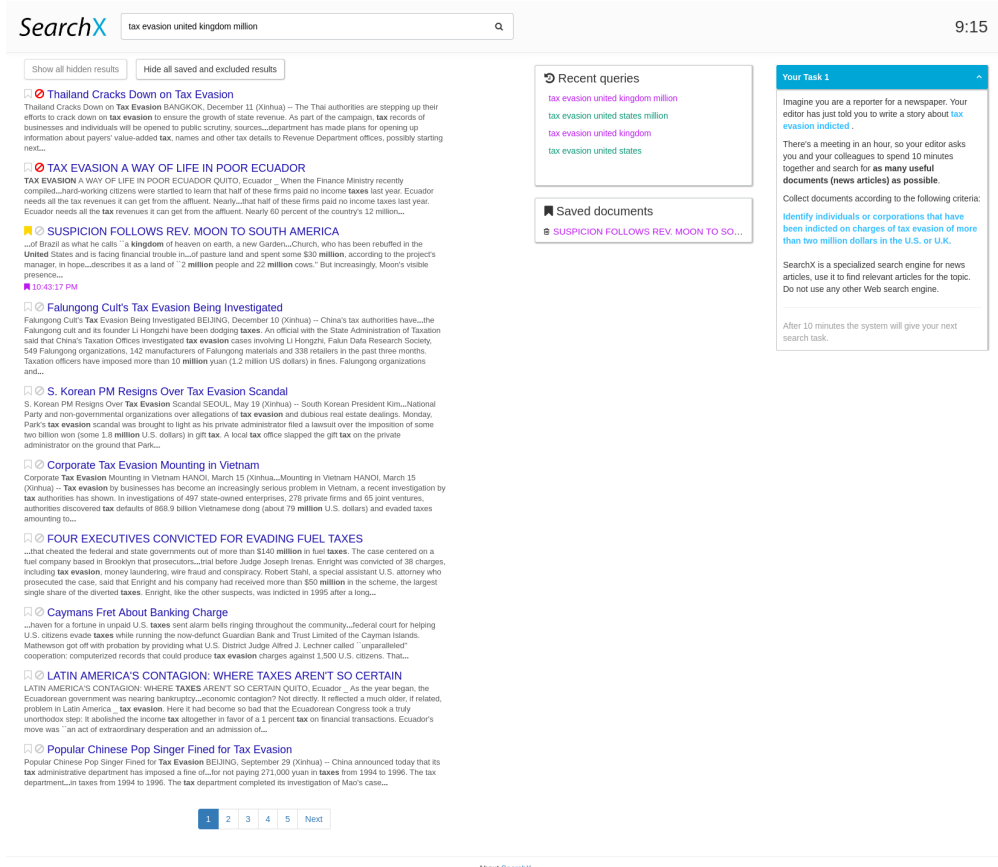 SearchX
tax evasion united kingdom million
9:15
Show all hidden results
Hide all saved and excluded results
Thailand Cracks Down on Tax Evasion
Thailand Cracks Down on Tax Evasion BANGKOK, December 11 (Xinhua) -- The Thai authorities are stepping up their
efforts to crack down on tax evasion to ensure the growth of state revenue. As part of the campaign, tax records of
businesses and individuals will be opened to public scrutiny, sources...department has made plans for opening up
information about payers' value-added tax, names and other tax details to Revenue Department offices, possibly starting
next...
TAX EVASION A WAY OF LIFE IN POOR ECUADOR
TAX EVASION A WAY OF LIFE IN POOR ECUADOR QUITO, Ecuador _ When the Finance Ministry recently
compiled...hard-working citizens were startled to learn that half of these firms paid no income taxes last year. Ecuador
needs all the tax revenues it can get from the affluent. Nearly...that half of these firms paid no income taxes last year.
Ecuador needs all the tax revenues it can get from the affluent. Nearly 60 percent of the country's 12 million...
SUSPICION FOLLOWS REV. MOON TO SOUTH AMERICA
...of Brazil as what he calls ``a kingdom of heaven on earth, a new Garden...Church, who has been rebuffed in the
United States and is facing financial trouble in...of pasture land and spent some $30 million, according to the project's
manager, in hope...describes it as a land of ``2 million people and 22 million cows.'' But increasingly, Moon's visible
presence...
10:43:17 PM
Falungong Cult's Tax Evasion Being Investigated
Falungong Cult's Tax Evasion Being Investigated BEIJING, December 10 (Xinhua) -- China's tax authorities have...the
Falungong cult and its founder Li Hongzhi have been dodging taxes. An official with the State Administration of Taxation
said that China's Taxation Offices investigated tax evasion cases involving Li Hongzhi, Falun Dafa Research Society,
549 Falungong organizations, 142 manufacturers of Falungong materials and 338 retailers in the past three months.
Taxation officers have imposed more than 10 million yuan (1.2 million US dollars) in fines. Falungong organizations
and...
S. Korean PM Resigns Over Tax Evasion Scandal
S. Korean PM Resigns Over Tax Evasion Scandal SEOUL, May 19 (Xinhua) -- South Korean President Kim...National
Party and non-governmental organizations over allegations of tax evasion and dubious real estate dealings. Monday,
Park's tax evasion scandal was brought to light as his private administrator filed a lawsuit over the imposition of some
two billion won (some 1.8 million U.S. dollars) in gift tax. A local tax office slapped the gift tax on the private
administrator on the ground that Park...
Corporate Tax Evasion Mounting in Vietnam
Corporate Tax Evasion Mounting in Vietnam HANOI, March 15 (Xinhua...Mounting in Vietnam HANOI, March 15
(Xinhua) -- Tax evasion by businesses has become an increasingly serious problem in Vietnam, a recent investigation by
tax authorities has shown. In investigations of 497 state-owned enterprises, 278 private firms and 65 joint ventures,
authorities discovered tax defaults of 868.9 billion Vietnamese dong (about 79 million U.S. dollars) and evaded taxes
amounting to...
FOUR EXECUTIVES CONVICTED FOR EVADING FUEL TAXES
...that cheated the federal and state governments out of more than $140 million in fuel taxes. The case centered on a
fuel company based in Brooklyn that prosecutors...trial before Judge Joseph Irenas. Enright was convicted of 38 charges,
including tax evasion, money laundering, wire fraud and conspiracy. Robert Stahl, a special assistant U.S. attorney who
prosecuted the case, said that Enright and his company had received more than $50 million in the scheme, the largest
single share of the diverted taxes. Enright, like the other suspects, was indicted in 1995 after a long...
Caymans Fret About Banking Charge
...haven for a fortune in unpaid U.S. taxes sent alarm bells ringing throughout the community...federal court for helping
U.S. citizens evade taxes while running the now-defunct Guardian Bank and Trust Limited of the Cayman Islands.
Mathewson got off with probation by providing what U.S. District Judge Alfred J. Lechner called ``unparalleled''
cooperation: computerized records that could produce tax evasion charges against 1,500 U.S. citizens. That...
LATIN AMERICA'S CONTAGION: WHERE TAXES AREN'T SO CERTAIN
LATIN AMERICA'S CONTAGION: WHERE TAXES AREN'T SO CERTAIN QUITO, Ecuador _ As the year began, the
Ecuadorean government was nearing bankruptcy...economic contagion? Not directly. It reflected a much older, if related,
problem in Latin America _ tax evasion. Here it had become so bad that the Ecuadorean Congress took a truly
unorthodox step: It abolished the income tax altogether in favor of a 1 percent tax on financial transactions. Ecuador's
move was ``an act of extraordinary desperation and an admission of...
Popular Chinese Pop Singer Fined for Tax Evasion
Popular Chinese Pop Singer Fined for Tax Evasion BEIJING, September 29 (Xinhua) -- China announced today that its
tax administrative department has imposed a fine of...for not paying 271,000 yuan in taxes from 1994 to 1996. The tax
department...in taxes from 1994 to 1996. The tax department completed its investigation of Mao's case...
1 2 3 4 5 Next
Recent queries
tax evasion united kingdom million
tax evasion united states million
tax evasion united kingdom
tax evasion united states
Saved documents
SUSPICION FOLLOWS REV. MOON TO SO...
Your Task 1
Imagine you are a reporter for a newspaper. Your
editor has just told you to write a story about tax
evasion indicted .
There's a meeting in an hour, so your editor asks
you and your colleagues to spend 10 minutes
together and search for as many useful
documents (news articles) as possible.
Collect documents according to the following criteria:
Identify individuals or corporations that have
been indicted on charges of tax evasion of more
than two million dollars in the U.S. or U.K.
SearchX is a specialized search engine for news
articles, use it to find relevant articles for the topic.
Do not use any other Web search engine.
After 10 minutes the system will give your next
search task.